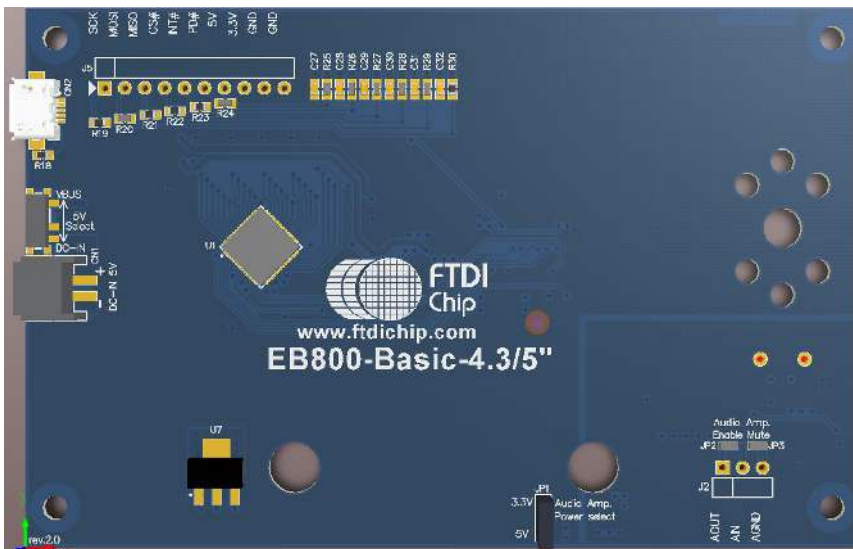 SCK MOSI MISO CS# INT# PD# 5V 3.3V GND GND
C27 R25 C28 R26 C29 R27 C30 R28 C31 R29 C32 R30
CN2
R19 R20 R21 R22 R23 R24
R18
VBUS
5V
Select
DC-IN
CN1
DC-IN 5V
+
-
U1
FTDI
Chip
www.ftdichip.com
EB800-Basic-4.3/5"
U7
Audio Amp.
Enable Mute
JP2 JP3
J2
JP1
3.3V
5V
Audio Amp.
Power select
AOUT AIN AGND
rev.2.0